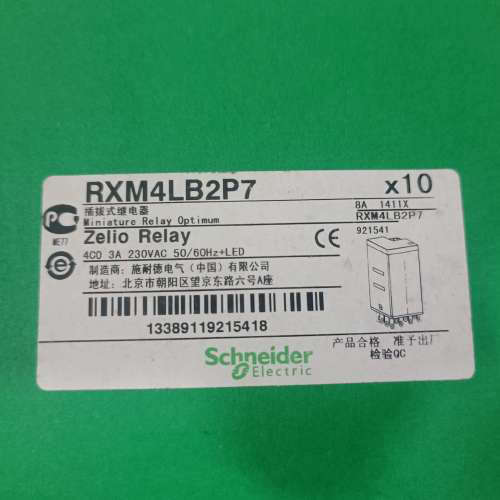 RXM4LB2P7
x10
插拔式继电器
Miniature Relay Optimum
8A 1411X
RXM4LB2P7
Zelio Relay
921541
4CO 3A 230VAC 50/60Hz+LED
CE
PC
ME77
e
制造商: 施耐德电气（中国）有限公司
地址: 北京市朝阳区望京东路六号A座
13389119215418
Schneider
Electric
产品合格 准予出厂
检验QC